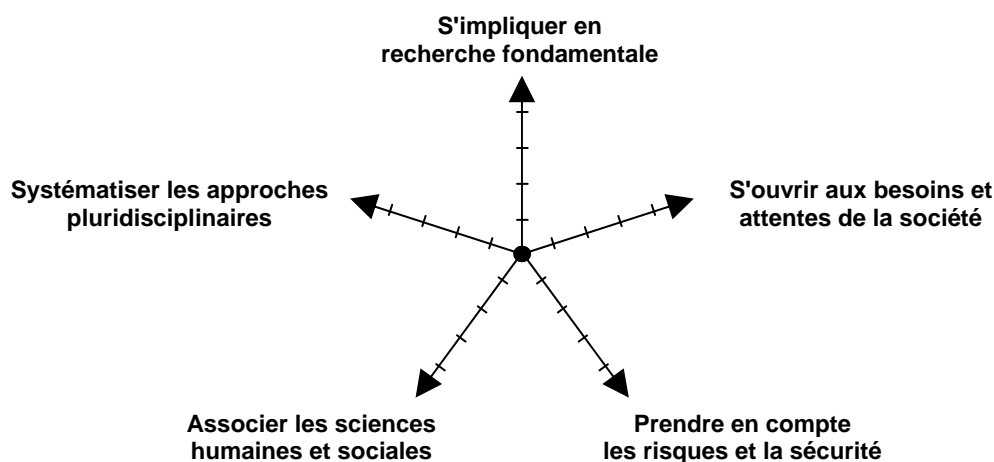 S'impliquer en
recherche fondamentale
Systématiser les approches
pluridisciplinaires
S'ouvrir aux besoins et
attentes de la société
Associer les sciences
humaines et sociales
Prendre en compte
les risques et la sécurité